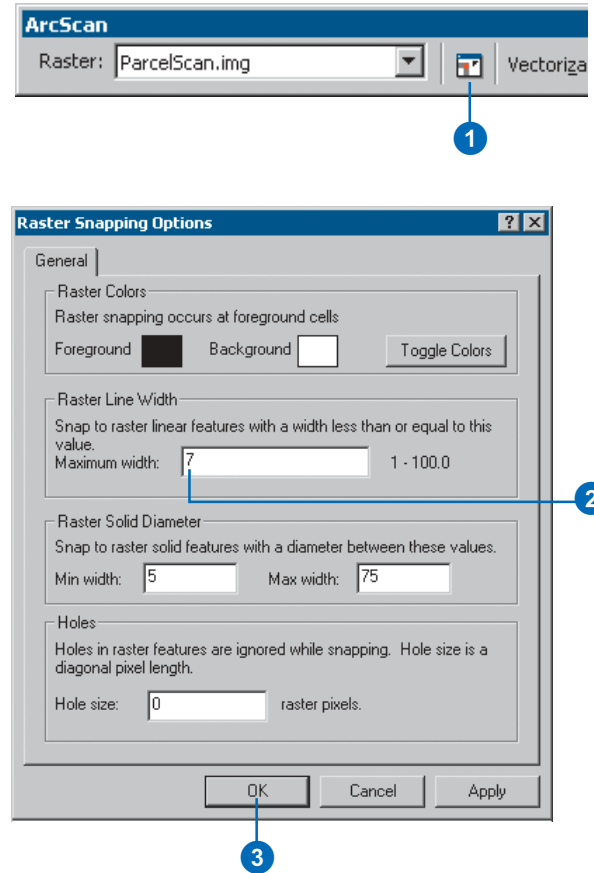 ArcScan
Raster: ParcelScan.img
Vectoriza
1
Raster Snapping Options
General
Raster Colors
Raster snapping occurs at foreground cells
Foreground Background Toggle Colors
Raster Line Width
Snap to raster linear features with a width less than or equal to this
value.
Maximum width: 7 1 - 100.0
2
Raster Solid Diameter
Snap to raster solid features with a diameter between these values.
Min width: 5 Max width: 75
Holes
Holes in raster features are ignored while snapping. Hole size is a
diagonal pixel length.
Hole size: 0 raster pixels.
OK Cancel Apply
3